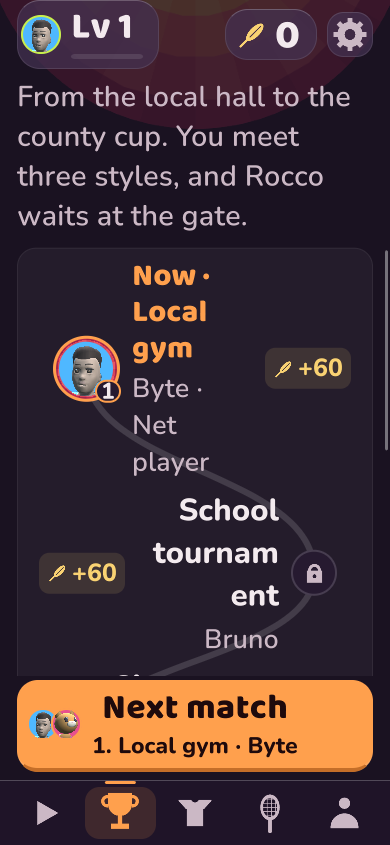 Lv 1
0
From the local hall to the
county cup. You meet
three styles, and Rocco
waits at the gate.
Now ·
Local
gym
1
Byte ·
Net
player
+60
School
tournam
ent
+60
Bruno
Next match
1. Local gym · Byte